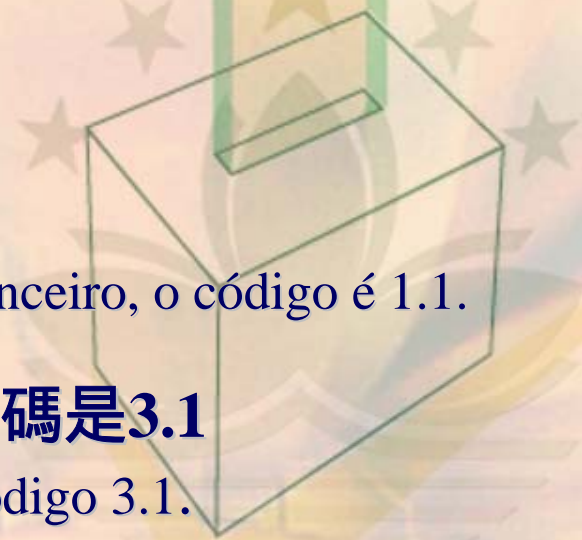 nceiro, o código é 1.1.
碼是3.1
digo 3.1.